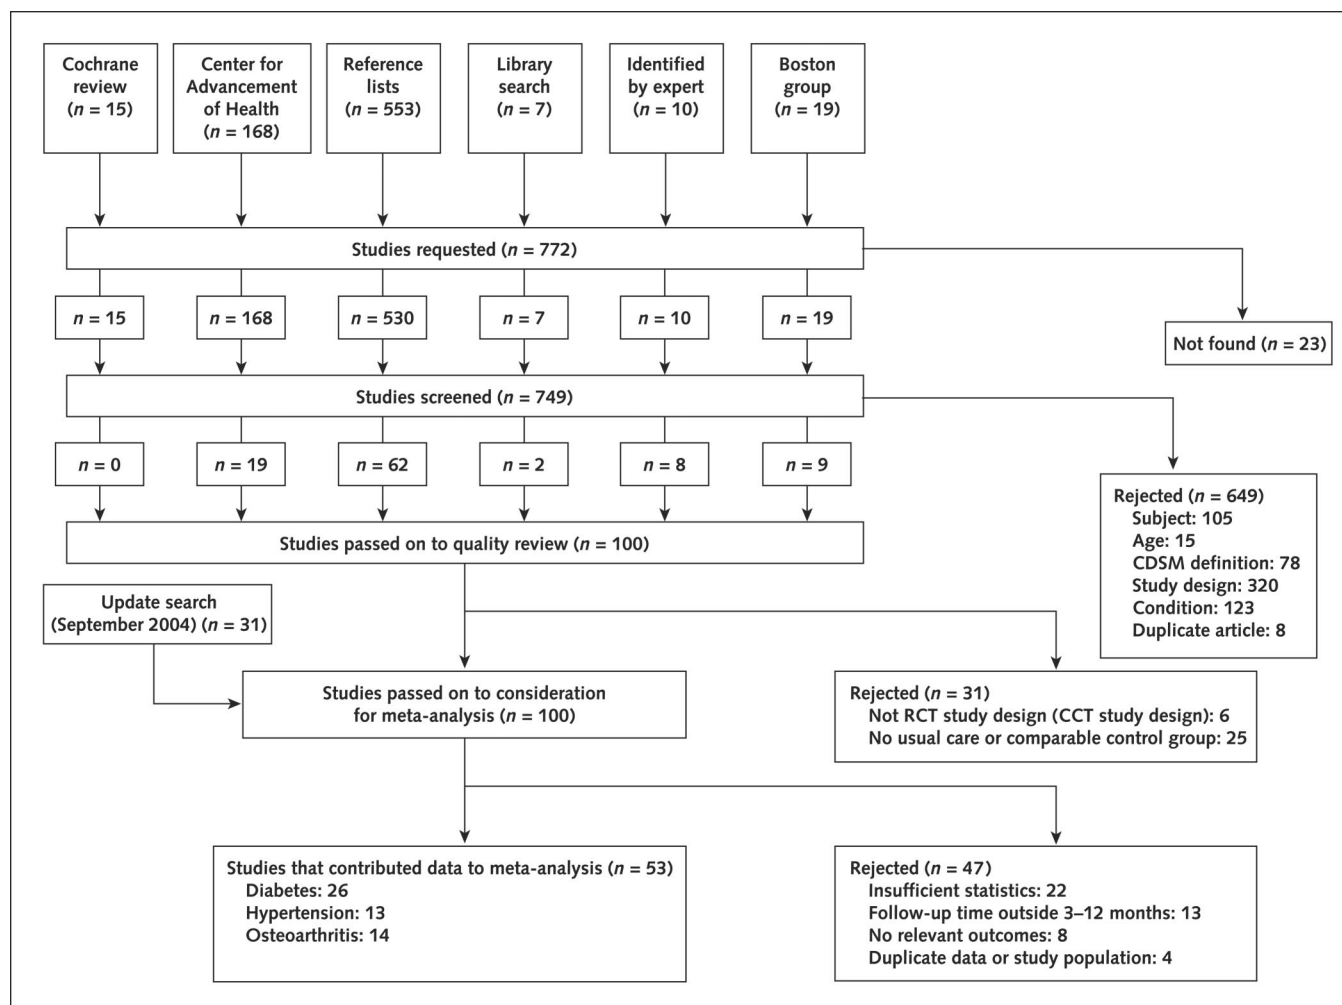 Cochrane
review
(n = 15)
Center for
Advancement
of Health
(n = 168)
Reference
lists
(n = 553)
Library
search
(n = 7)
Identified
by expert
(n = 10)
Boston
group
(n = 19)
Studies requested (n = 772)
n = 15
n = 168
n = 530
n = 7
n = 10
n = 19
Not found (n = 23)
Studies screened (n = 749)
n = 0
n = 19
n = 62
n = 2
n = 8
n = 9
Rejected (n = 649)
Subject: 105
Age: 15
CDSM definition: 78
Study design: 320
Condition: 123
Duplicate article: 8
Studies passed on to quality review (n = 100)
Update search
(September 2004) (n = 31)
Studies passed on to consideration
for meta-analysis (n = 100)
Rejected (n = 31)
Not RCT study design (CCT study design): 6
No usual care or comparable control group: 25
Studies that contributed data to meta-analysis (n = 53)
Diabetes: 26
Hypertension: 13
Osteoarthritis: 14
Rejected (n = 47)
Insufficient statistics: 22
Follow-up time outside 3–12 months: 13
No relevant outcomes: 8
Duplicate data or study population: 4